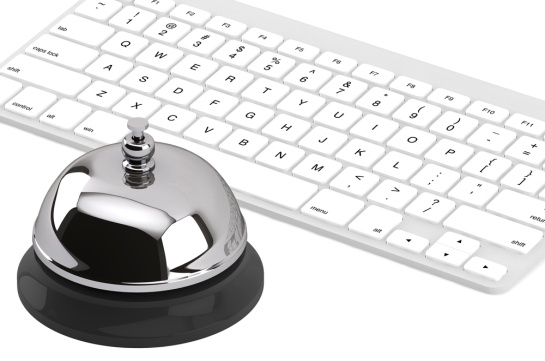 F1 F2 F3 F4 F5 F6 F7 F8 F9 F10 F11
~ ! 1 @ 2 # 3 $ 4 % 5 ^ 6 & 7 * 8 ( 9 ) 0 - + =
tab Q W E R T Y U I O P { [ } ]
caps lock A S D F G H J K L : ; " ' return
shift Z X C V B N M < , > . ? / shift
control alt win menu alt ◄ ▲ ▼ ►